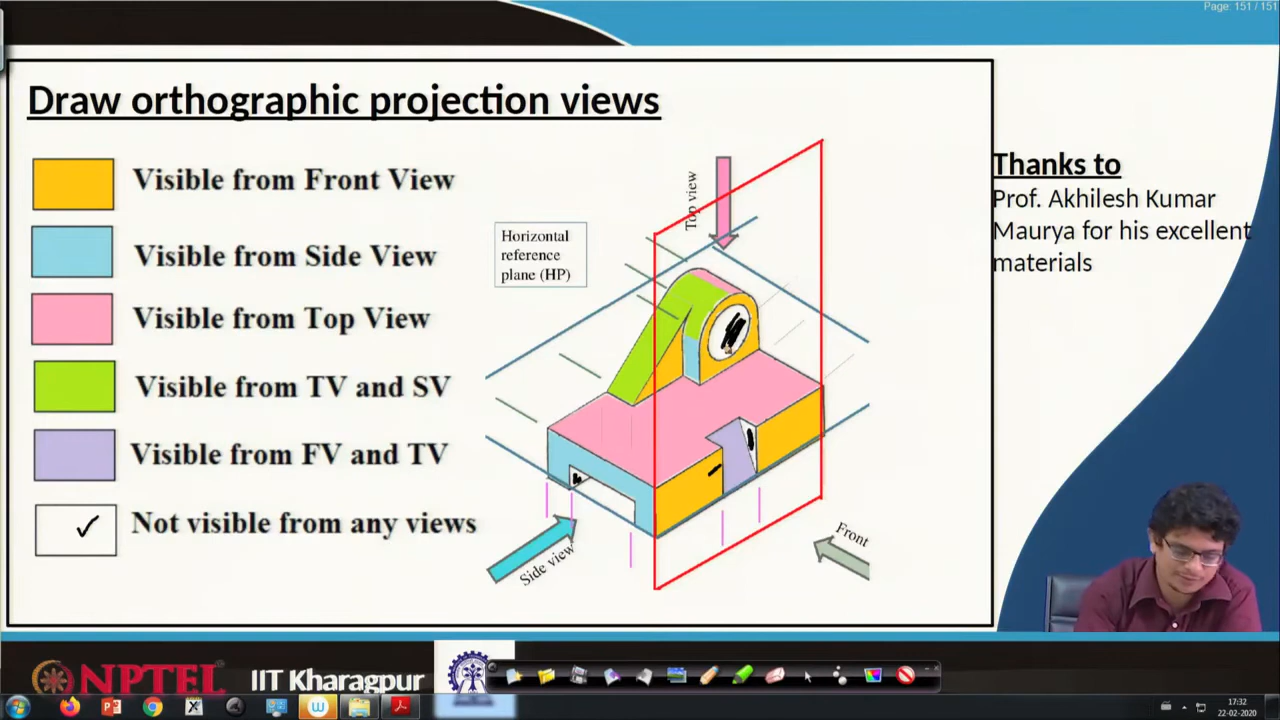 Page: 151 / 151
Draw orthographic projection views
Visible from Front View
Visible from Side View
Visible from Top View
Visible from TV and SV
Visible from FV and TV
Not visible from any views
Horizontal
reference
plane (HP)
Top view
Side view
Front
Thanks to
Prof. Akhilesh Kumar
Maurya for his excellent
materials
NPTEL
IIT Kharagpur
17:32
22-02-2020